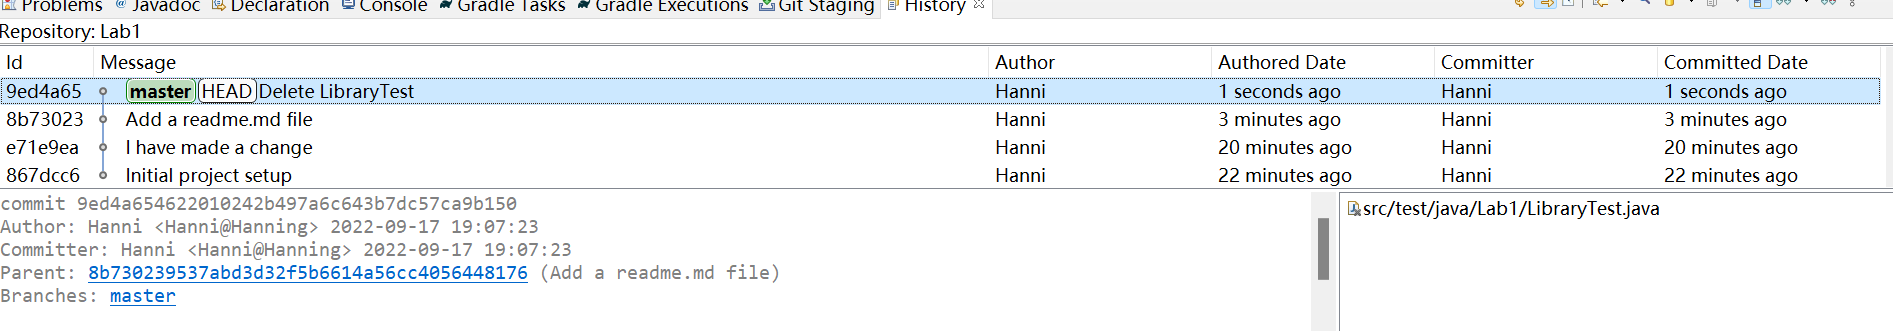 Problems @ Javadoc Declaration Console Gradle Tasks Gradle Executions Git Staging History
Repository: Lab1
Id Message Author Authored Date Committer Committed Date
9ed4a65 master HEAD Delete LibraryTest Hanni 1 seconds ago Hanni 1 seconds ago
8b73023 Add a readme.md file Hanni 3 minutes ago Hanni 3 minutes ago
e71e9ea I have made a change Hanni 20 minutes ago Hanni 20 minutes ago
867dcc6 Initial project setup Hanni 22 minutes ago Hanni 22 minutes ago
commit 9ed4a654622010242b497a6c643b7dc57ca9b150
Author: Hanni <Hanni@Hanning> 2022-09-17 19:07:23
Committer: Hanni <Hanni@Hanning> 2022-09-17 19:07:23
Parent: 8b730239537abd3d32f5b6614a56cc4056448176 (Add a readme.md file)
Branches: master
src/test/java/Lab1/LibraryTest.java